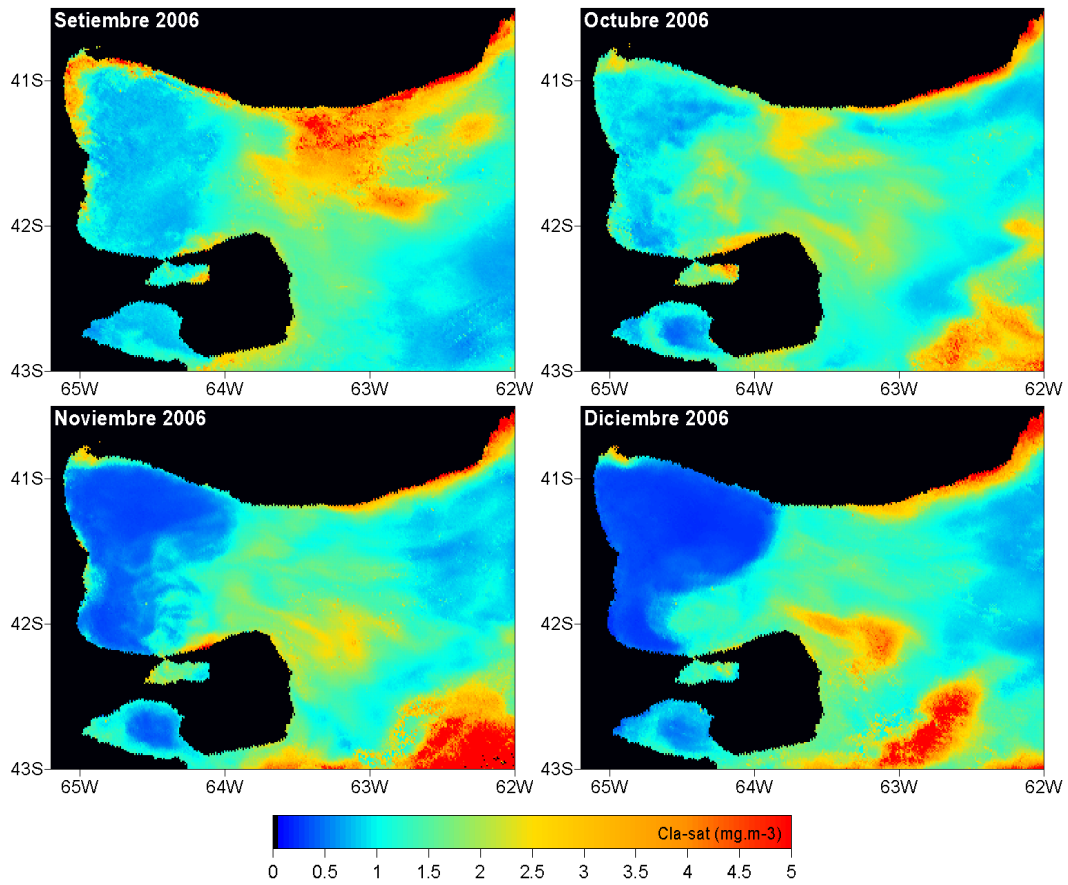 Setiembre 2006
Octubre 2006
41S
42S
43S
65W 64W 63W 62W
41S
42S
43S
65W 64W 63W 62W
Noviembre 2006
Diciembre 2006
41S
42S
43S
65W 64W 63W 62W
41S
42S
43S
65W 64W 63W 62W
Cla-sat (mg.m-3)
0 0.5 1 1.5 2 2.5 3 3.5 4 4.5 5